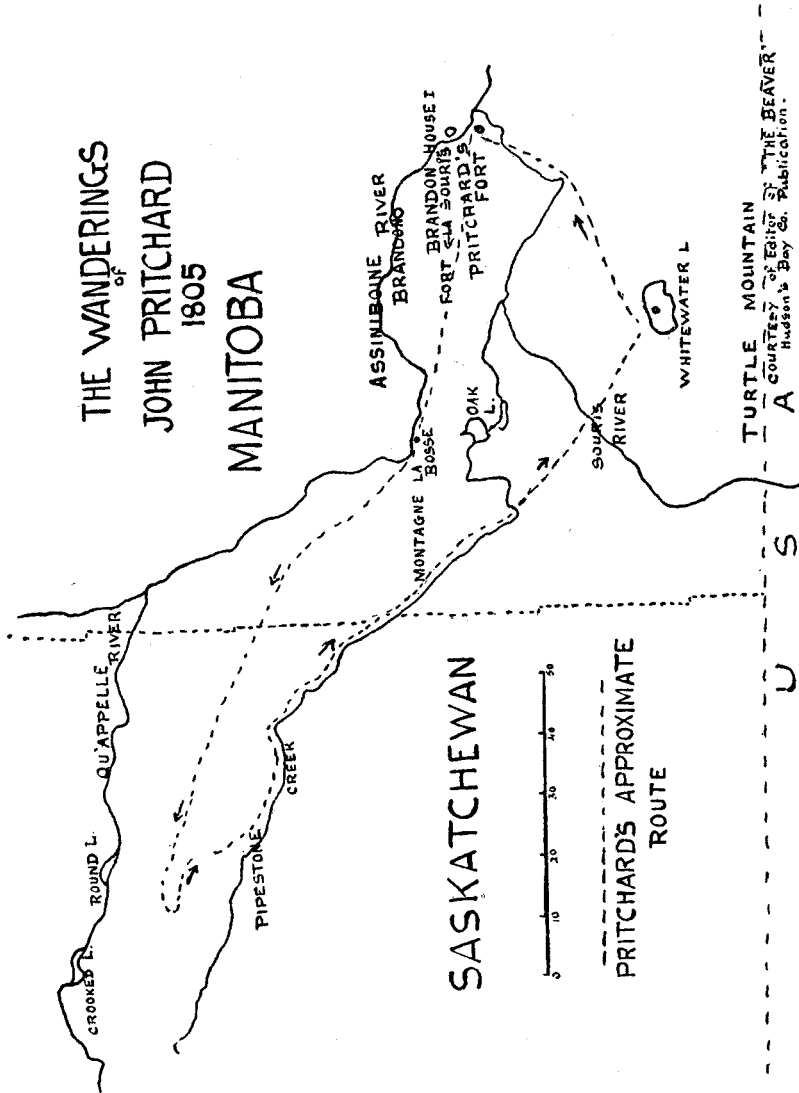 THE WANDERINGS
of
JOHN PRITCHARD
1805
MANITOBA
ASSINIBOINE RIVER
BRANDON
BRANDON HOUSE I
FORT LA SOURIS
PRITCHARD'S
FORT
MONTAGNE LA
BOSSE
OAK
L.
SOURIS
RIVER
WHITEWATER L
TURTLE MOUNTAIN
COURTESY of Editor of "THE BEAVER"
Hudson's Bay Co. Publication.
CROOKED L.
ROUND L.
QU'APPELLE
RIVER
PIPESTONE
CREEK
SASKATCHEWAN
0 10 20 30 40 50
PRITCHARD'S APPROXIMATE
ROUTE
U S A